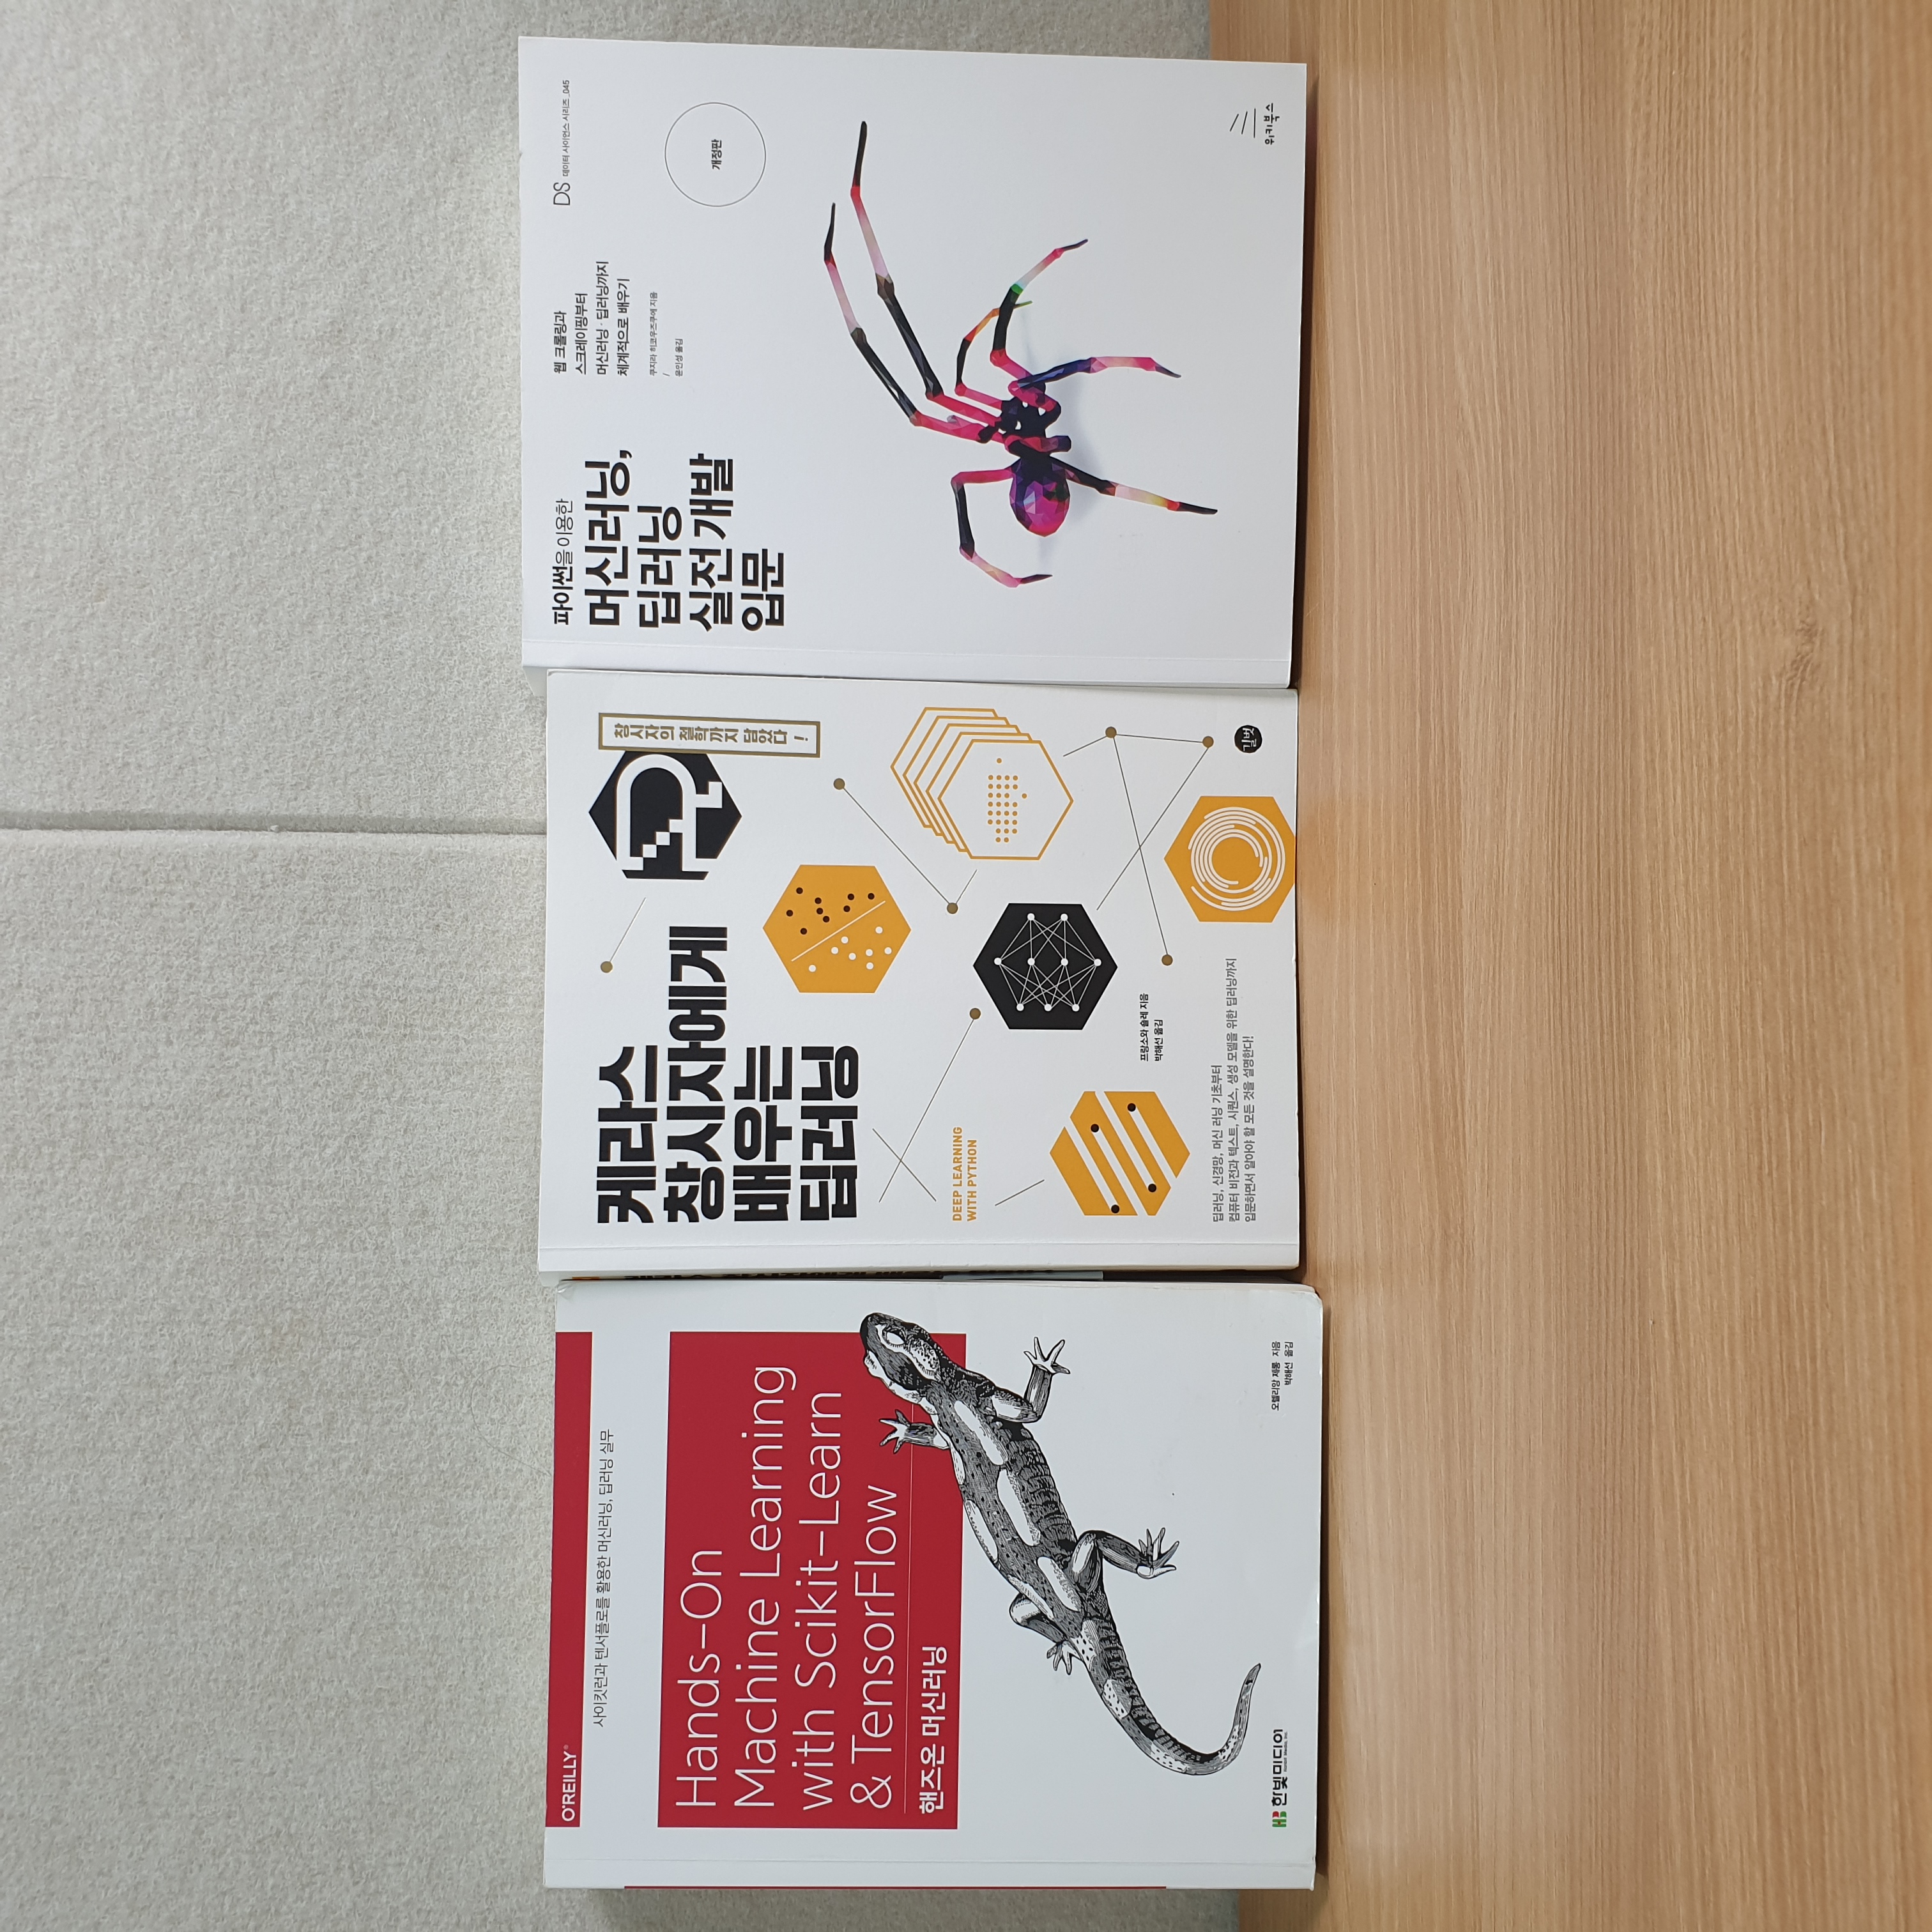 O'REILLY®
사이킷런과 텐서플로를 활용한 머신러닝, 딥러닝 실무
Hands-On
Machine Learning
with Scikit-Learn
& TensorFlow
핸즈온 머신러닝
한빛미디어
Hanbit Media, Inc.
오렐리앙 제롱 지음
박해선 옮김
케라스
창시자에게
배우는
딥러닝
창시자의 철학까지 담았다!
DEEP LEARNING
WITH PYTHON
프랑소와 숄레 지음
박해선 옮김
딥러닝, 신경망, 머신 러닝 기초부터
컴퓨터 비전과 텍스트, 시퀀스, 생성 모델을 위한 딥러닝까지
입문하면서 알아야 할 모든 것을 설명한다!
길벗
파이썬을 이용한
머신러닝,
딥러닝
실전 개발
입문
웹 크롤링과
스크레이핑부터
머신러닝·딥러닝까지
체계적으로 배우기
쿠지라 히코우즈쿠에 지음
/
윤인성 옮김
DS 데이터 사이언스 시리즈_045
개정판
위키북스